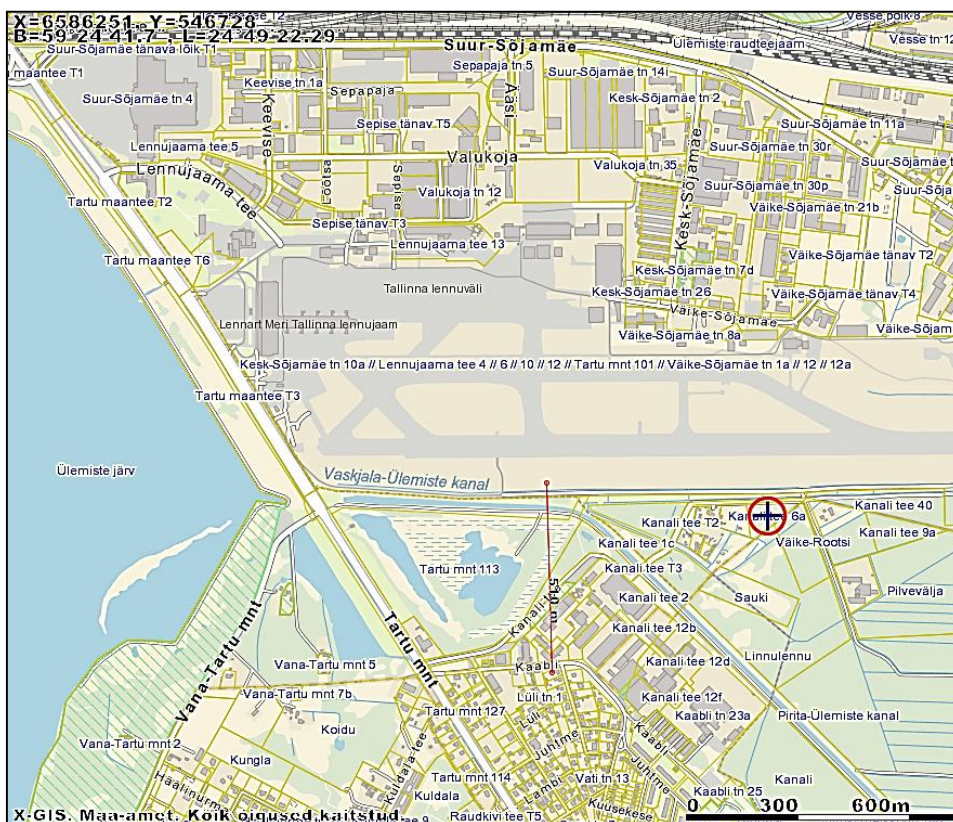 X=6586251, Y=546728
B=59 24 41.7 , L=24 49 22.29
Vesse põik 8
Suur-Sõjamäe
Suur-Sõjamäe tänava lõik T1
Ülemiste raudteejaam
Vesse tn 12
maantee T1
Sepapaja tn 5
Suur-Sõjamäe tn 14i
Keevise tn 1a
Sepapaja
Ääsi
Kesk-Sõjamäe tn 2
Suur-Sõjamäe tn 4
Keevise
Sepise tänav T5
Suur-Sõjamäe tn 11a
Lennujaama tee 5
Suur-Sõjamäe tn 30r
Valukoja
Lennujaama tee
Lõõtsa
Sepise
Valukoja tn 35
Suur-Sõjamäe t
Tartu maantee T2
Valukoja tn 12
Suur-Sõjamäe tn 30p
Suur-Sõja
Kesk-Sõjamäe
Väike-Sõjamäe tn 21b
Sepise tänav T3
Lennujaama tee 13
Väike-Sõjamäe tänav T2
Tartu maantee T6
Kesk-Sõjamäe tn 7d
Tallinna lennuväli
Kesk-Sõjamäe tn 26
Väike-Sõjamäe tänav T4
Väike-Sõjamäe
Lennart Meri Tallinna lennujaam
Väike-Sõjamäe tn 8a
Väike-Sõjam
Kesk-Sõjamäe tn 10a // Lennujaama tee 4 // 6 // 10 // 12 // Tartu mnt 101 // Väike-Sõjamäe tn 1a // 12 // 12a
Tartu maantee T3
Ülemiste järv
Vaskjala-Ülemiste kanal
Kanali tee 6a
Kanali tee 40
Kanali tee T2
Kanali tee 9a
Kanali tee 1c
Väike-Rootsi
Tartu mnt 113
Kanali tee T3
Pilvevälja
Kanali tee 2
Sauki
Tartu mnt
Kanali tee 12b
Vana-Tartu mnt
Kaabli
Kanali tee 12d
Linnulennu
Vana-Tartu mnt 5
Vana-Tartu mnt 7b
Lüli tn 1
Kanali tee 12f
Tartu mnt 127
Lüli
Kaabli tn 23a
Pirita-Ülemiste kanal
Koidu
Vana-Tartu mnt 2
Juhtme
Kaabli
Kungla
Kuldala tee
Tartu mnt 114
Vati tn 13
Juhtme
Kanali
Häälinurme
Lambi
Kuldala
Kaabli tn 25
Kuusekese
Raudkivi tee T5
0 300 600m
X-GIS. Maa-amet. Kõik õigused kaitstud.